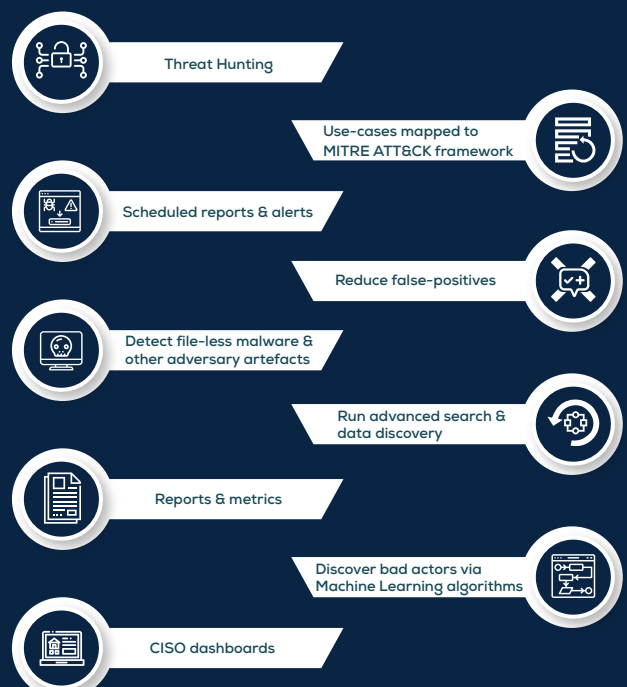 Threat Hunting
Use-cases mapped to
MITRE ATT&CK framework
Scheduled reports & alerts
Reduce false-positives
Detect file-less malware &
other adversary artefacts
Run advanced search &
data discovery
Reports & metrics
Discover bad actors via
Machine Learning algorithms
CISO dashboards